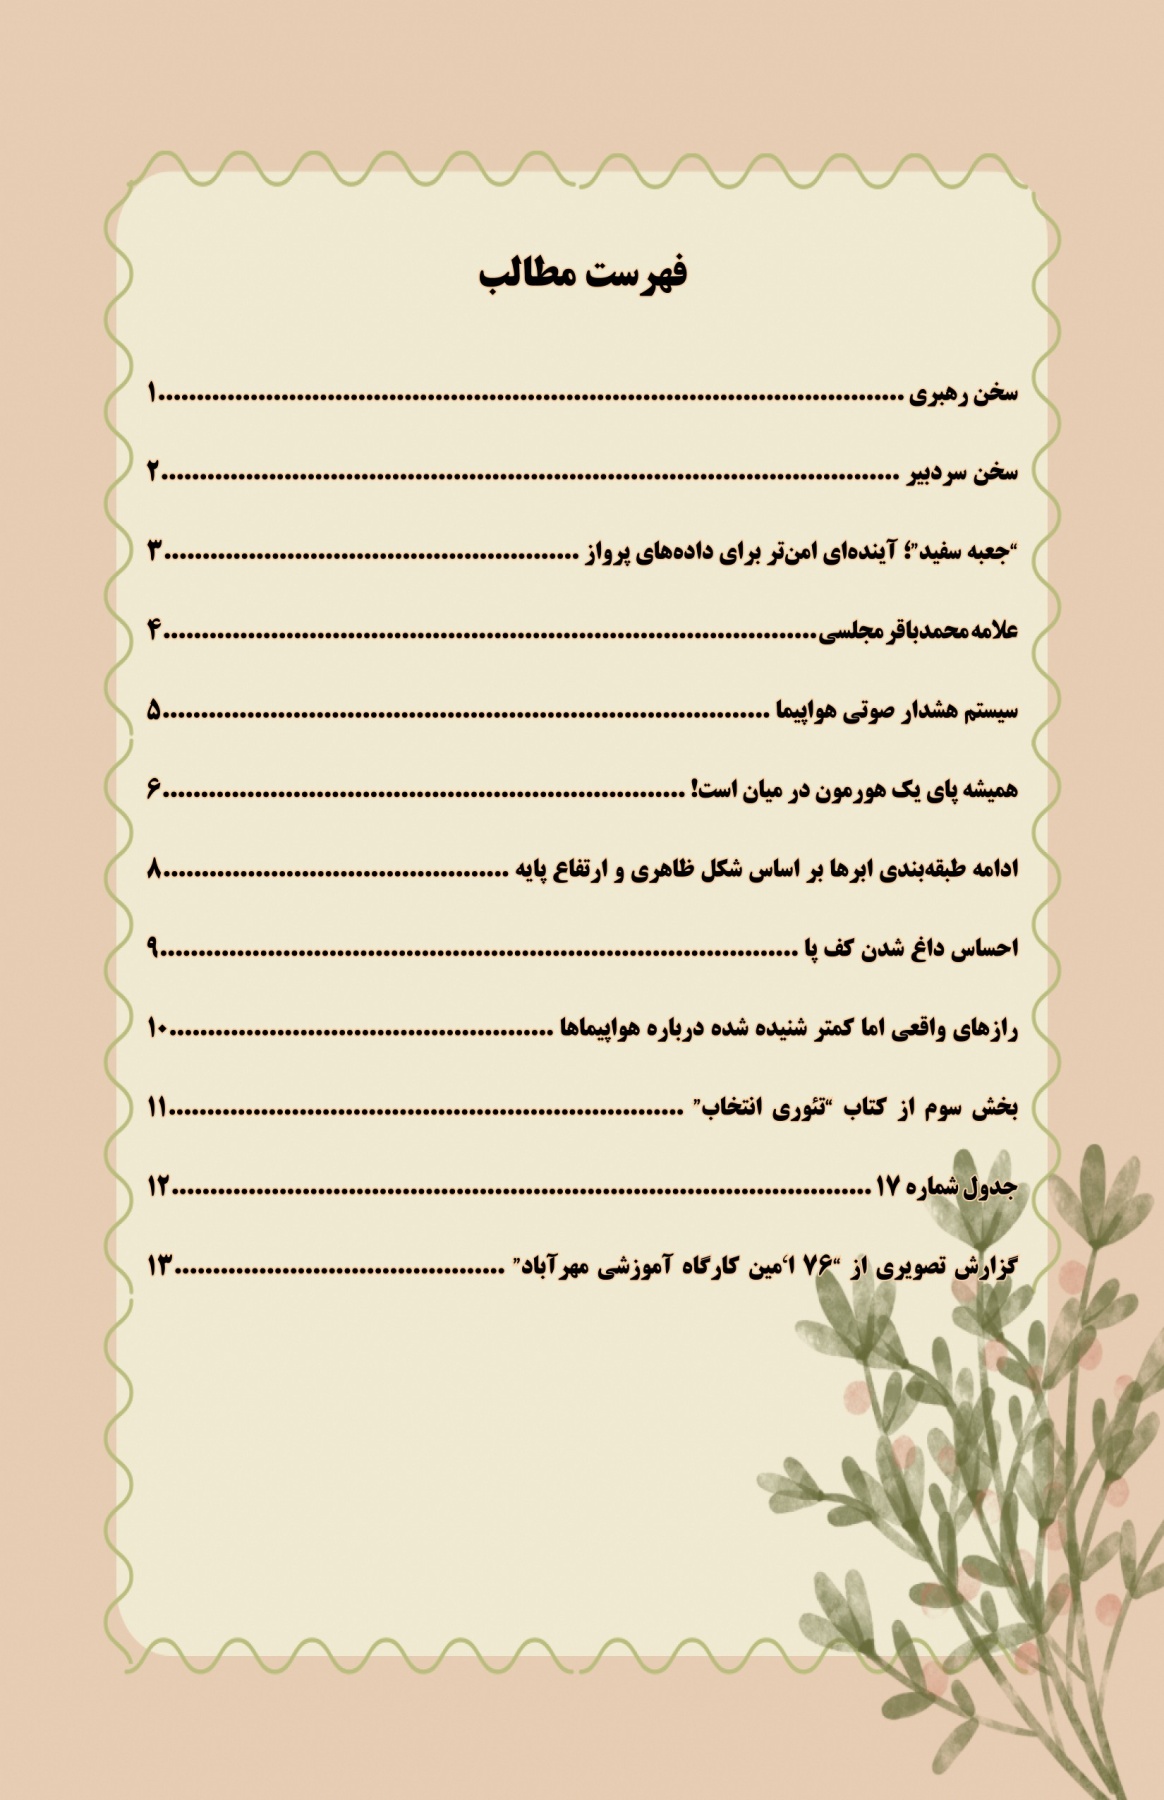 فهرست مطالب
سخن رهبری ........................................................................................۱
سخن سردبیر ........................................................................................۲
“جعبه سفید”؛ آینده‌ای امن‌تر برای داده‌های پرواز ..................................................۳
علامه محمدباقر مجلسی..............................................................................۴
سیستم هشدار صوتی هواپیما ........................................................................۵
همیشه پای یک هورمون در میان است! ..............................................................۶
ادامه طبقه‌بندی ابرها بر اساس شکل ظاهری و ارتفاع پایه ..........................................۸
احساس داغ شدن کف پا ............................................................................۹
رازهای واقعی اما کمتر شنیده شده درباره هواپیماها ..............................................۱۰
بخش سوم از کتاب “تئوری انتخاب” ..............................................................۱۱
جدول شماره ۱۷....................................................................................۱۲
گزارش تصویری از “۷۶ اُمین کارگاه آموزشی مهرآباد” ........................................۱۳